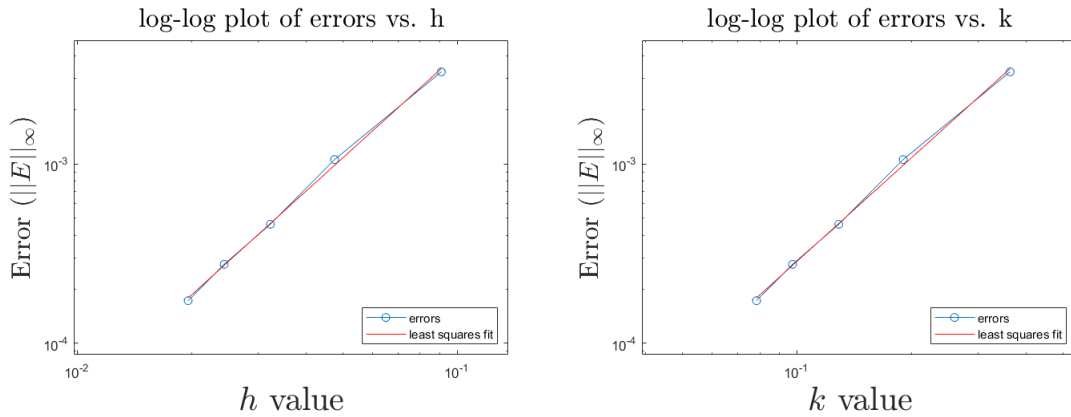 log-log plot of errors vs. h
Error (||E||∞)
10⁻³
10⁻⁴
10⁻²
10⁻¹
h value
errors
least squares fit
log-log plot of errors vs. k
Error (||E||∞)
10⁻³
10⁻⁴
10⁻¹
k value
errors
least squares fit